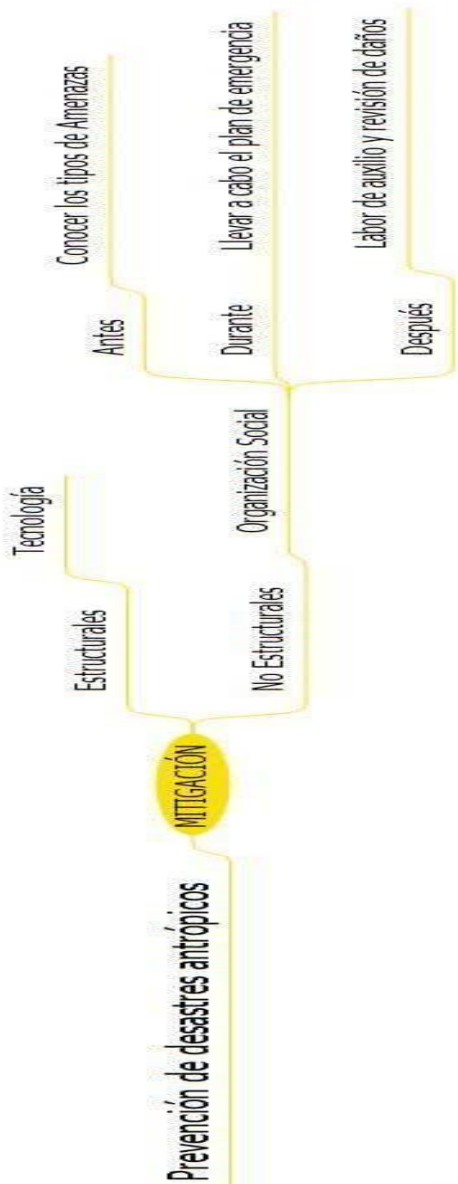 Prevención de desastres antrópicos
MITIGACIÓN
Estructurales
Tecnología
No Estructurales
Organización Social
Antes
Conocer los tipos de Amenazas
Durante
Llevar a cabo el plan de emergencia
Después
Labor de auxilio y revisión de daños